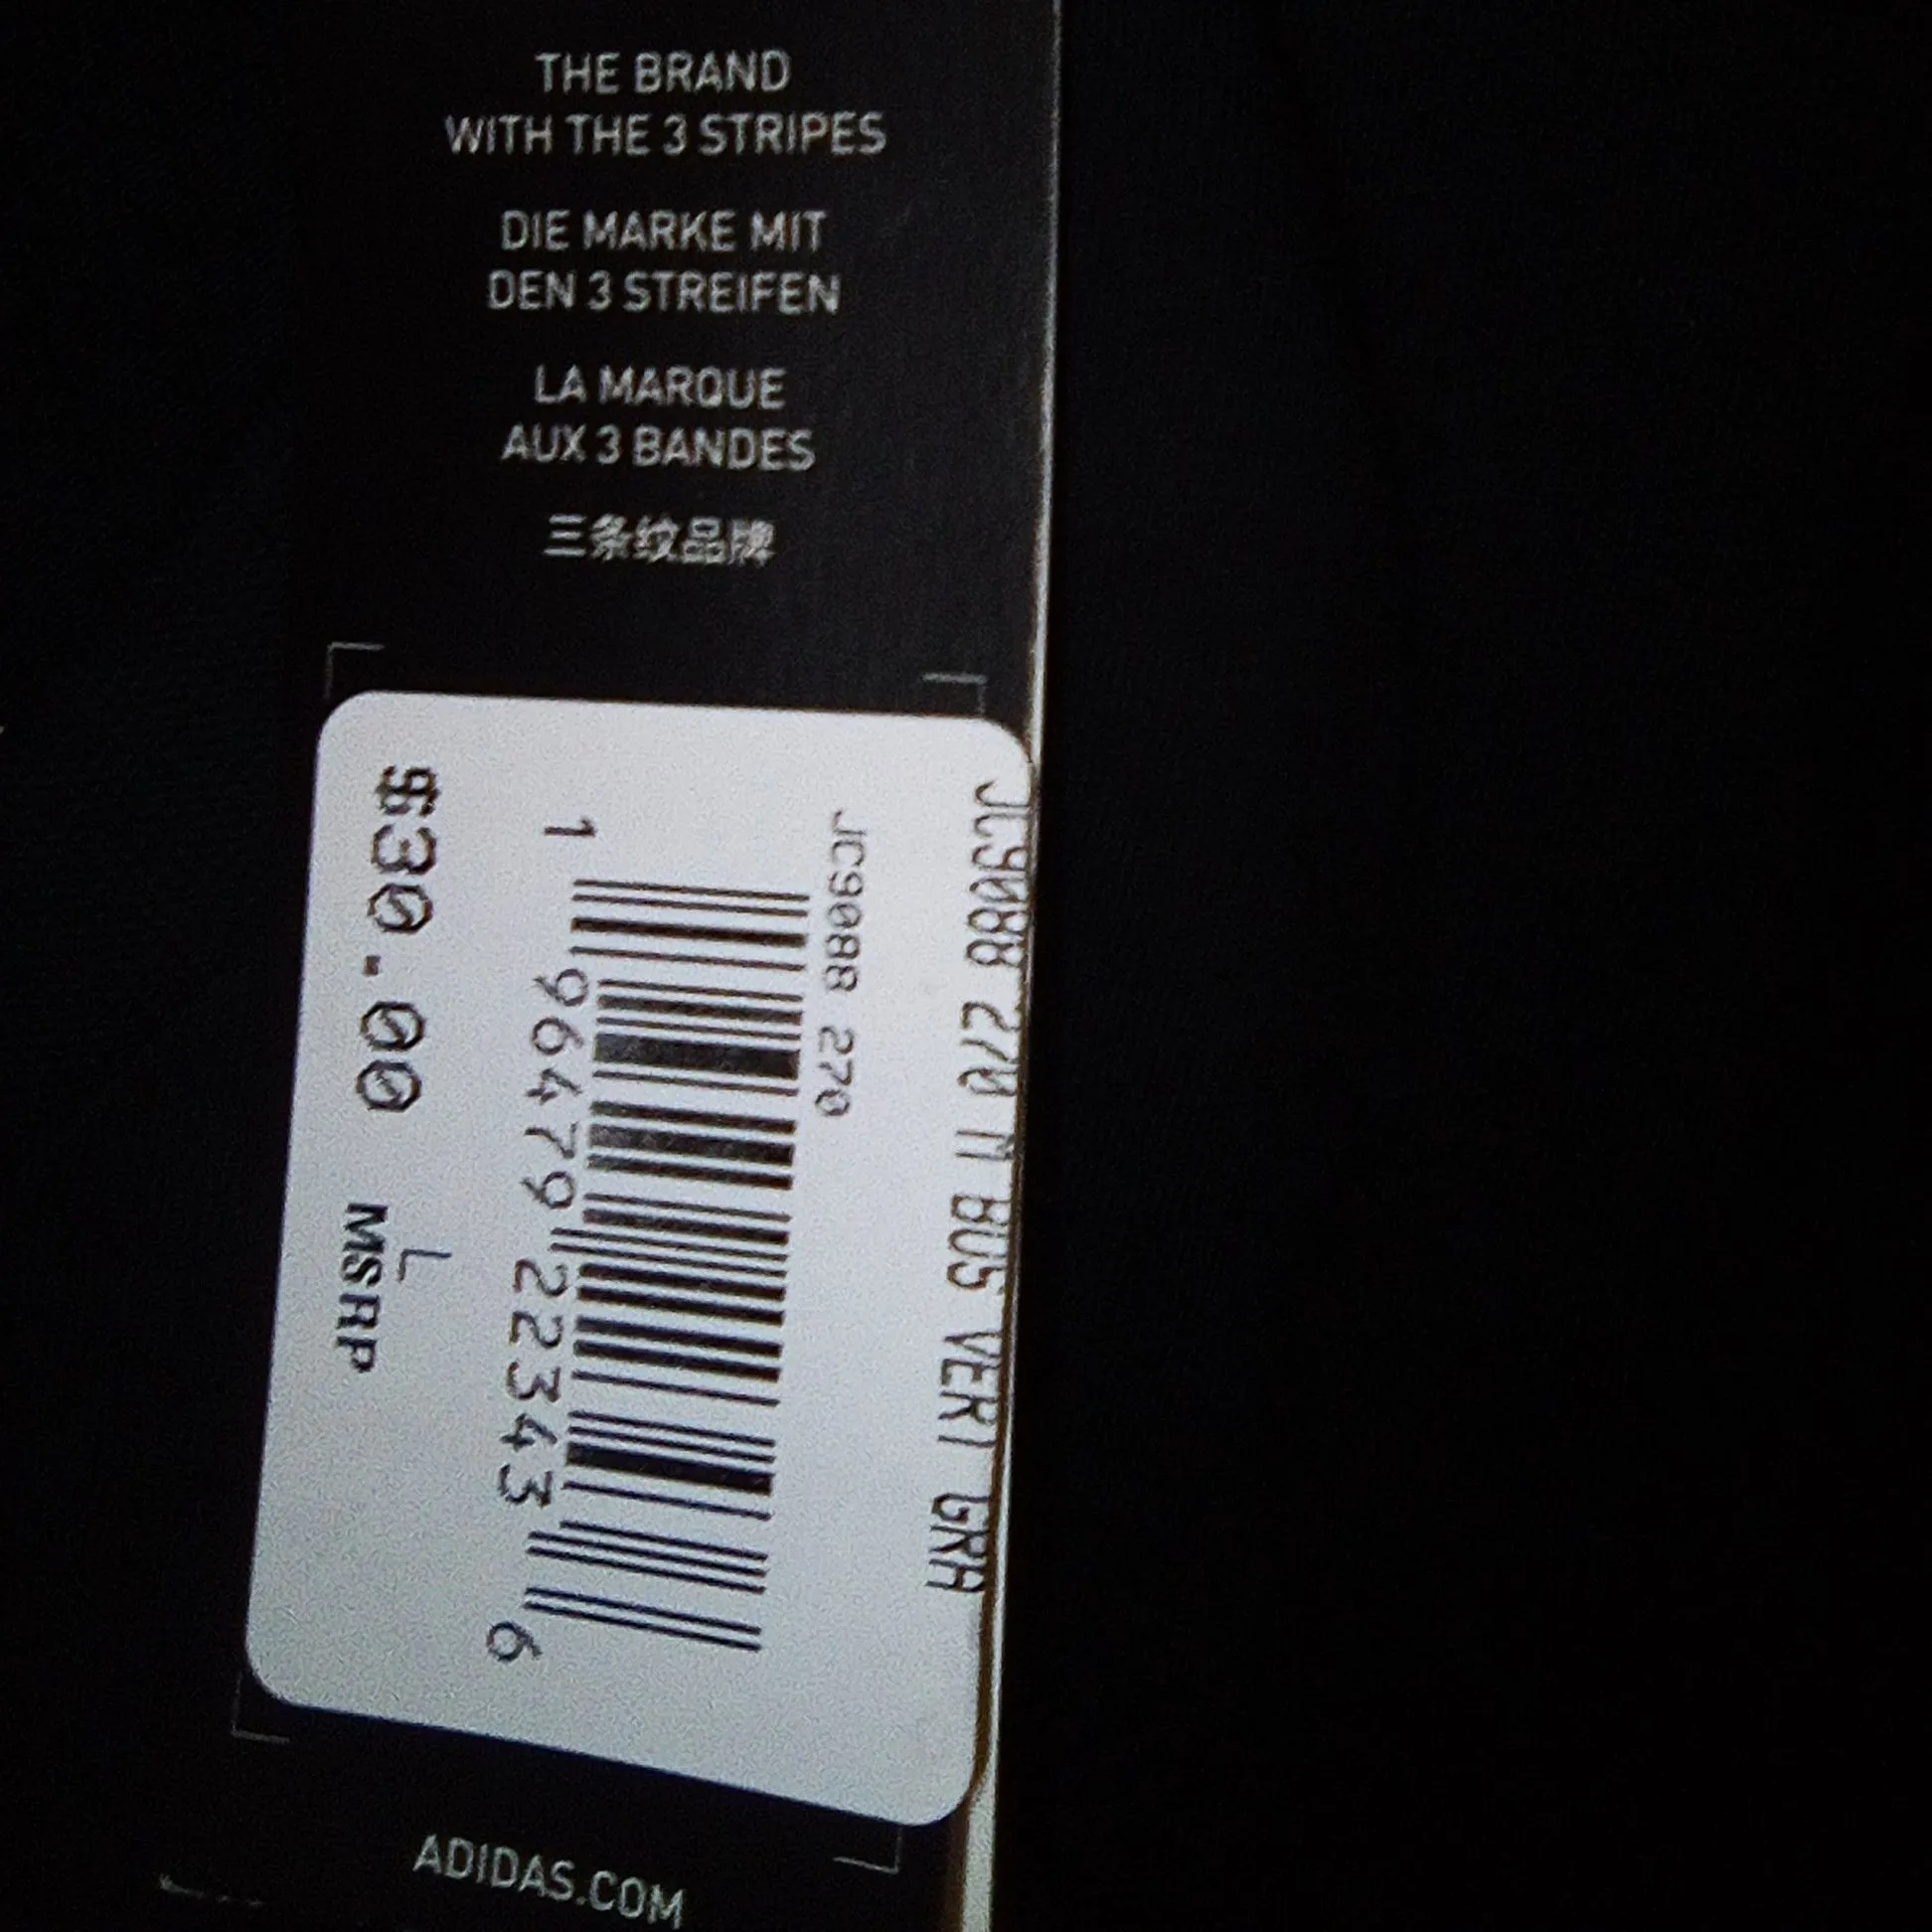 THE BRAND
WITH THE 3 STRIPES
DIE MARKE MIT
DEN 3 STREIFEN
LA MARQUE
AUX 3 BANDES
三条纹品牌
JC9088 270 M BOS VERT GRA
JC9088 270
1 96479 22343 6
L
$30.00 MSRP
ADIDAS.COM